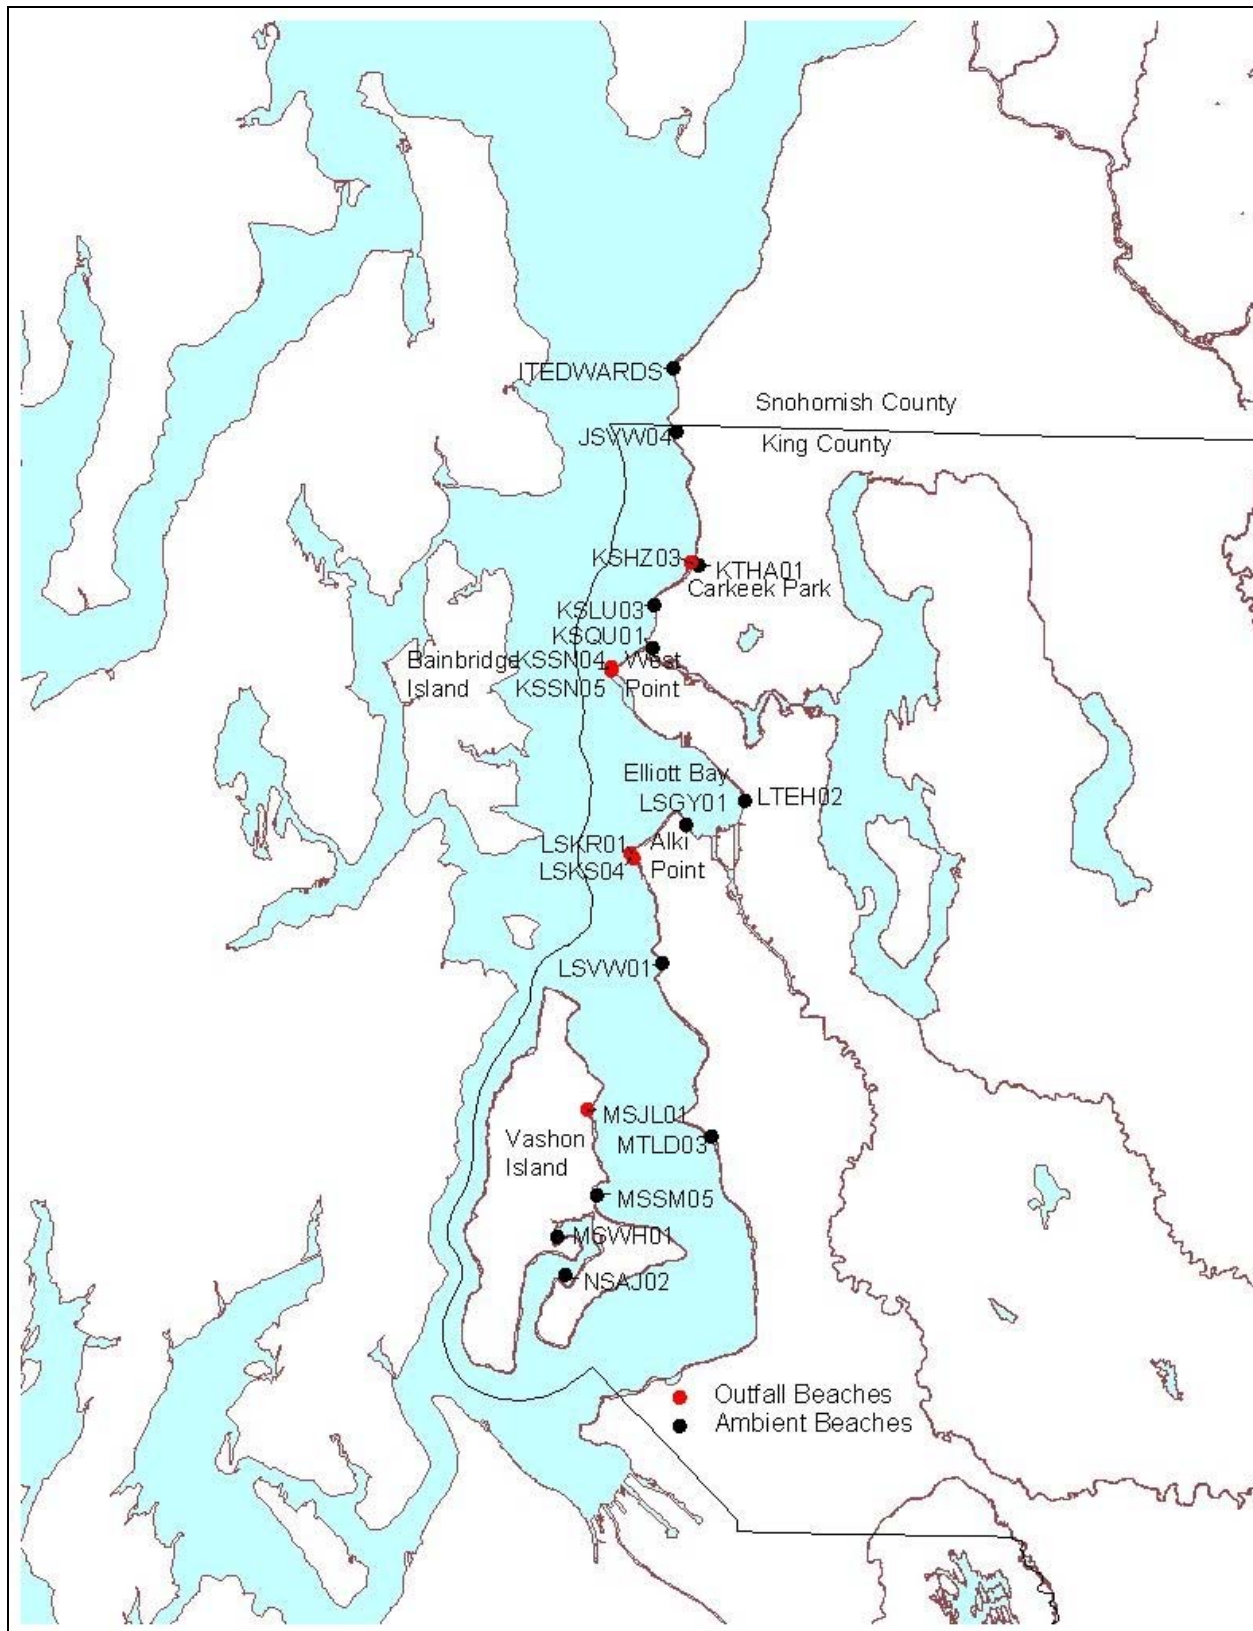 ITEDWARDS
Snohomish County
JSVW04
King County
KSHZ03
KTHA01
Carkeek Park
KSLU03
KSQU01
Bainbridge
Island
KSSN04
KSSN05
West
Point
Elliott Bay
LSGY01
LTEH02
LSKR01
LSKS04
Alki
Point
LSVW01
MSJL01
Vashon
Island
MTLD03
MSSM05
MSWH01
NSAJ02
Outfall Beaches
Ambient Beaches